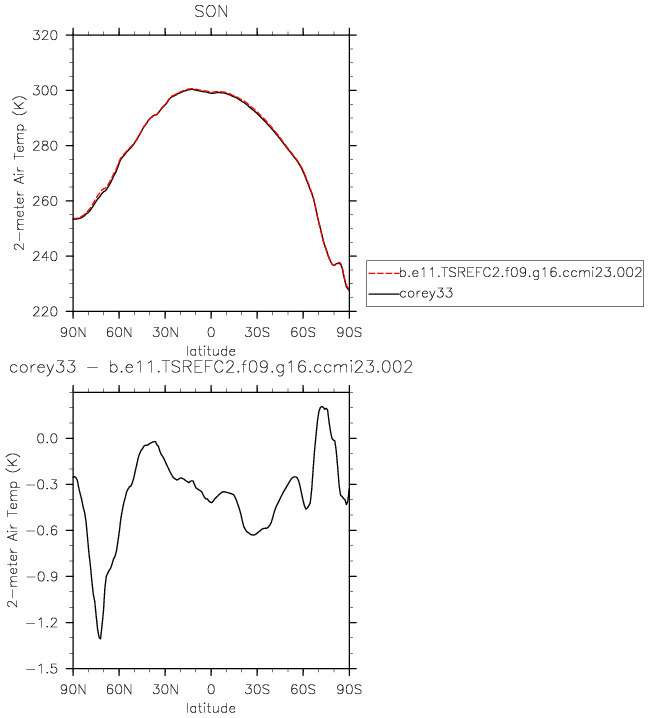 SON
320
300
280
260
240
220
2-meter Air Temp (K)
90N 60N 30N 0 30S 60S 90S
latitude
b.e11.TSREFC2.f09.g16.ccmi23.002
corey33
corey33 - b.e11.TSREFC2.f09.g16.ccmi23.002
0.0
-0.3
-0.6
-0.9
-1.2
-1.5
2-meter Air Temp (K)
90N 60N 30N 0 30S 60S 90S
latitude